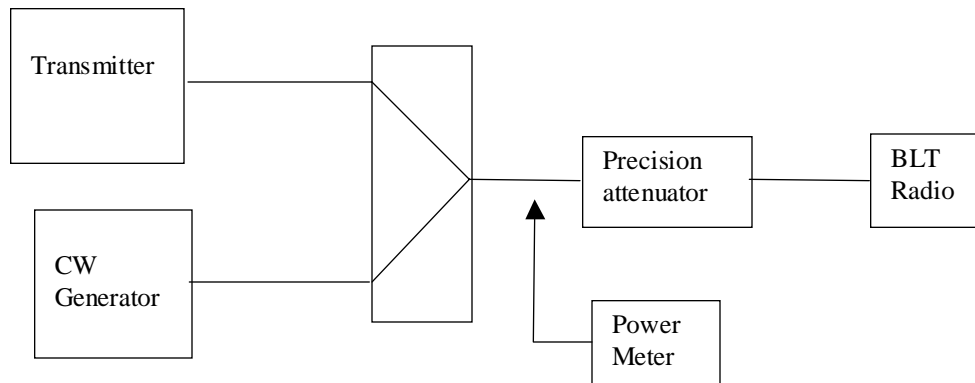 Transmitter
CW
Generator
Precision
attenuator
BLT
Radio
Power
Meter